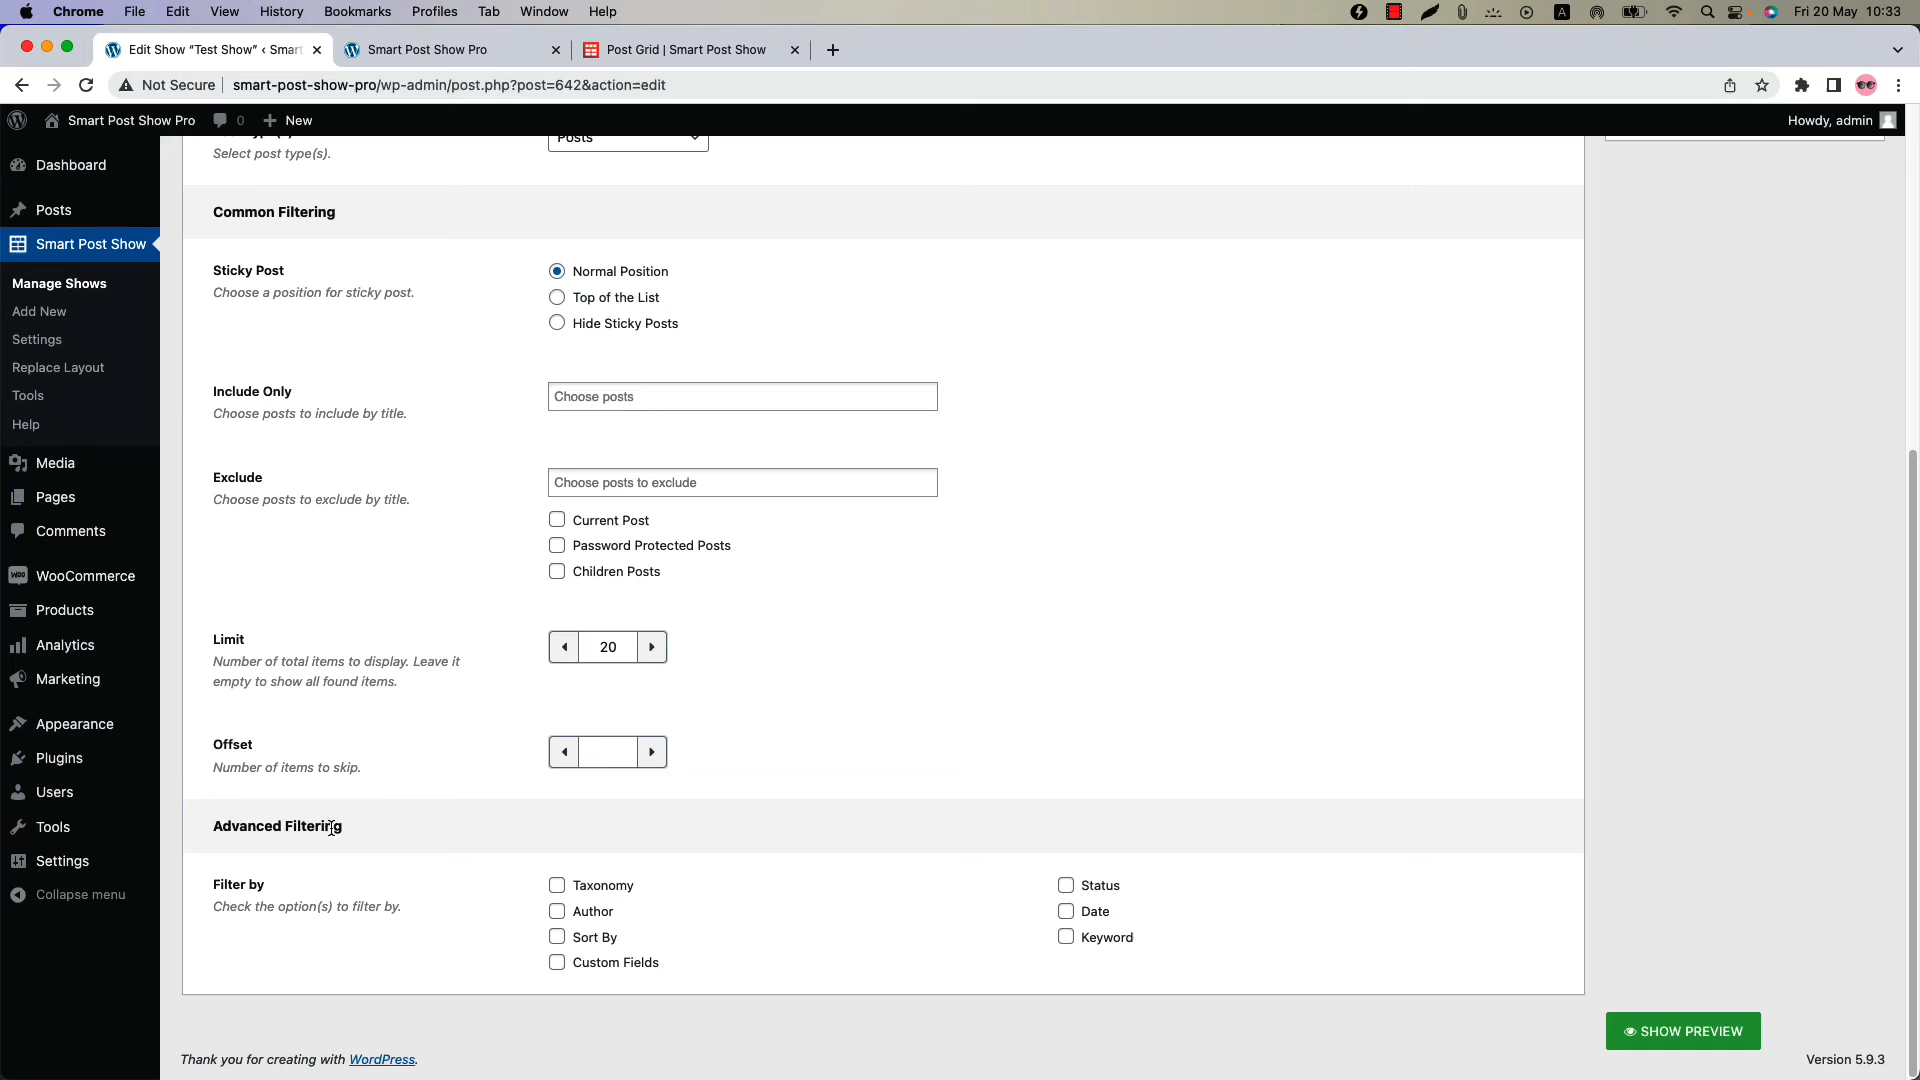 Chrome File Edit View History Bookmarks Profiles Tab Window Help
A Fri 20 May 10:33
Edit Show “Test Show” ‹ Smart
Smart Post Show Pro
Post Grid | Smart Post Show
Not Secure smart-post-show-pro/wp-admin/post.php?post=642&action=edit
Smart Post Show Pro 0 + New Howdy, admin
Dashboard
Posts
Smart Post Show
Manage Shows
Add New
Settings
Replace Layout
Tools
Help
Media
Pages
Comments
Woo WooCommerce
Products
Analytics
Marketing
Appearance
Plugins
Users
Tools
Settings
Collapse menu
Posts
Select post type(s).
Common Filtering
Sticky Post
Choose a position for sticky post.
Normal Position
Top of the List
Hide Sticky Posts
Include Only
Choose posts to include by title.
Choose posts
Exclude
Choose posts to exclude by title.
Choose posts to exclude
Current Post
Password Protected Posts
Children Posts
Limit
Number of total items to display. Leave it
empty to show all found items.
20
Offset
Number of items to skip.
Advanced Filtering
Filter by
Check the option(s) to filter by.
Taxonomy
Author
Sort By
Custom Fields
Status
Date
Keyword
SHOW PREVIEW
Thank you for creating with WordPress.
Version 5.9.3